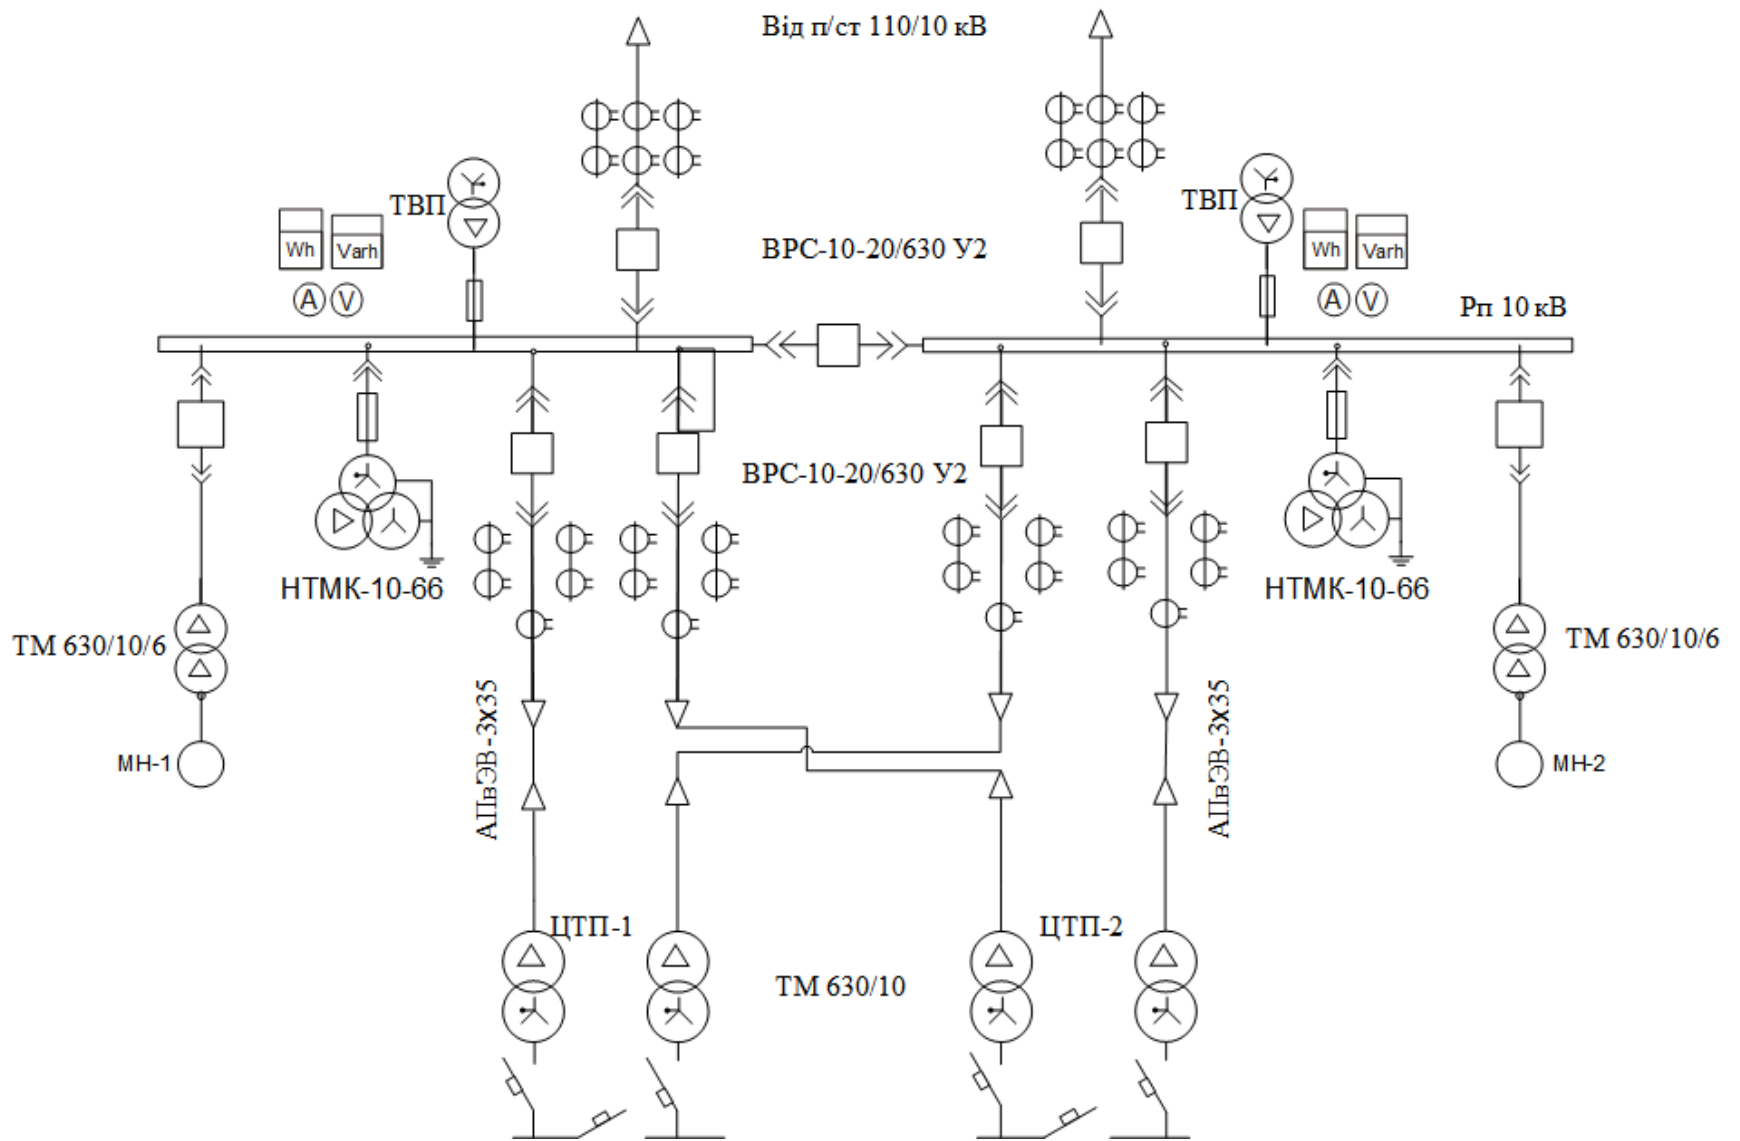 Від п/ст 110/10 кВ
ТВП
ТВП
Wh
Varh
ВРС-10-20/630 У2
Wh
Varh
A
V
A
V
Рп 10 кВ
ВРС-10-20/630 У2
НТМК-10-66
НТМК-10-66
ТМ 630/10/6
ТМ 630/10/6
АПвЭВ-3х35
АПвЭВ-3х35
МН-1
МН-2
ЦТП-1
ЦТП-2
ТМ 630/10